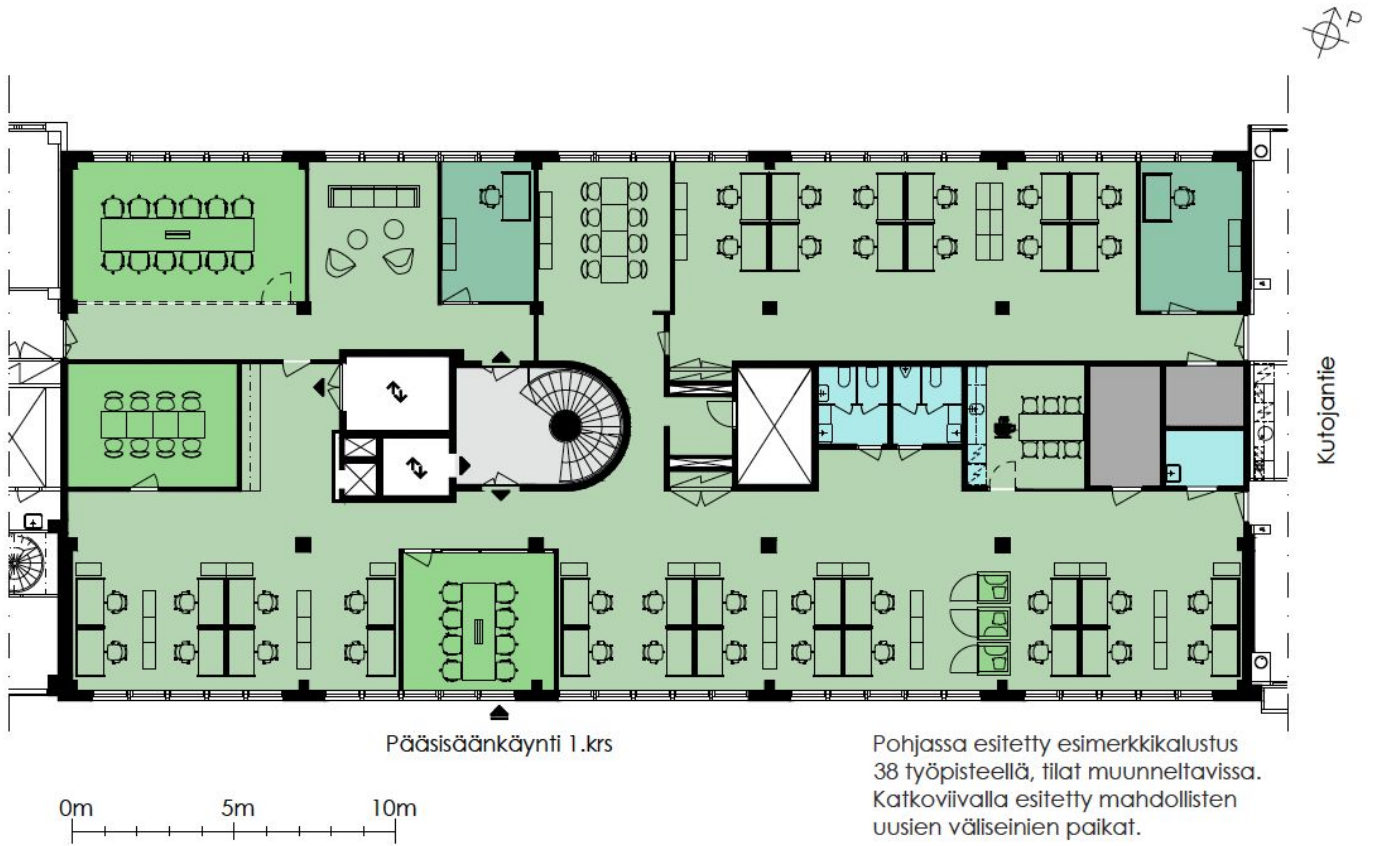 P
Kutojantie
Pääsisäänkäynti 1.krs
Pohjassa esitetty esimerkkikalustus
38 työpisteellä, tilat muunneltavissa.
Katkoviivalla esitetty mahdollisten
uusien väliseinien paikat.
0m 5m 10m